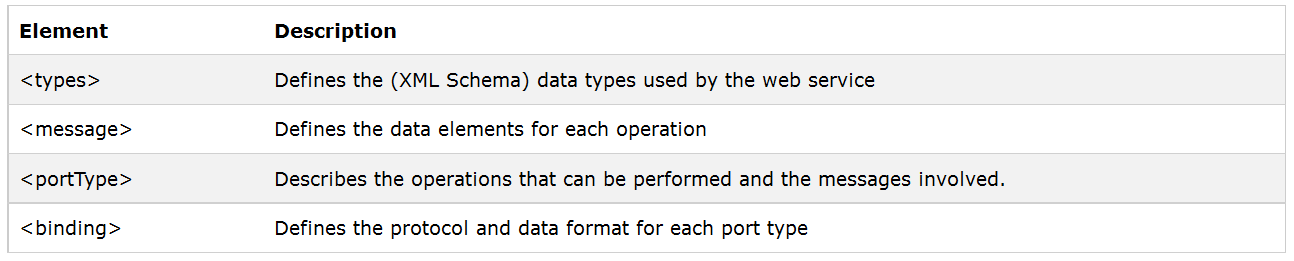 Element Description
<types> Defines the (XML Schema) data types used by the web service
<message> Defines the data elements for each operation
<portType> Describes the operations that can be performed and the messages involved.
<binding> Defines the protocol and data format for each port type